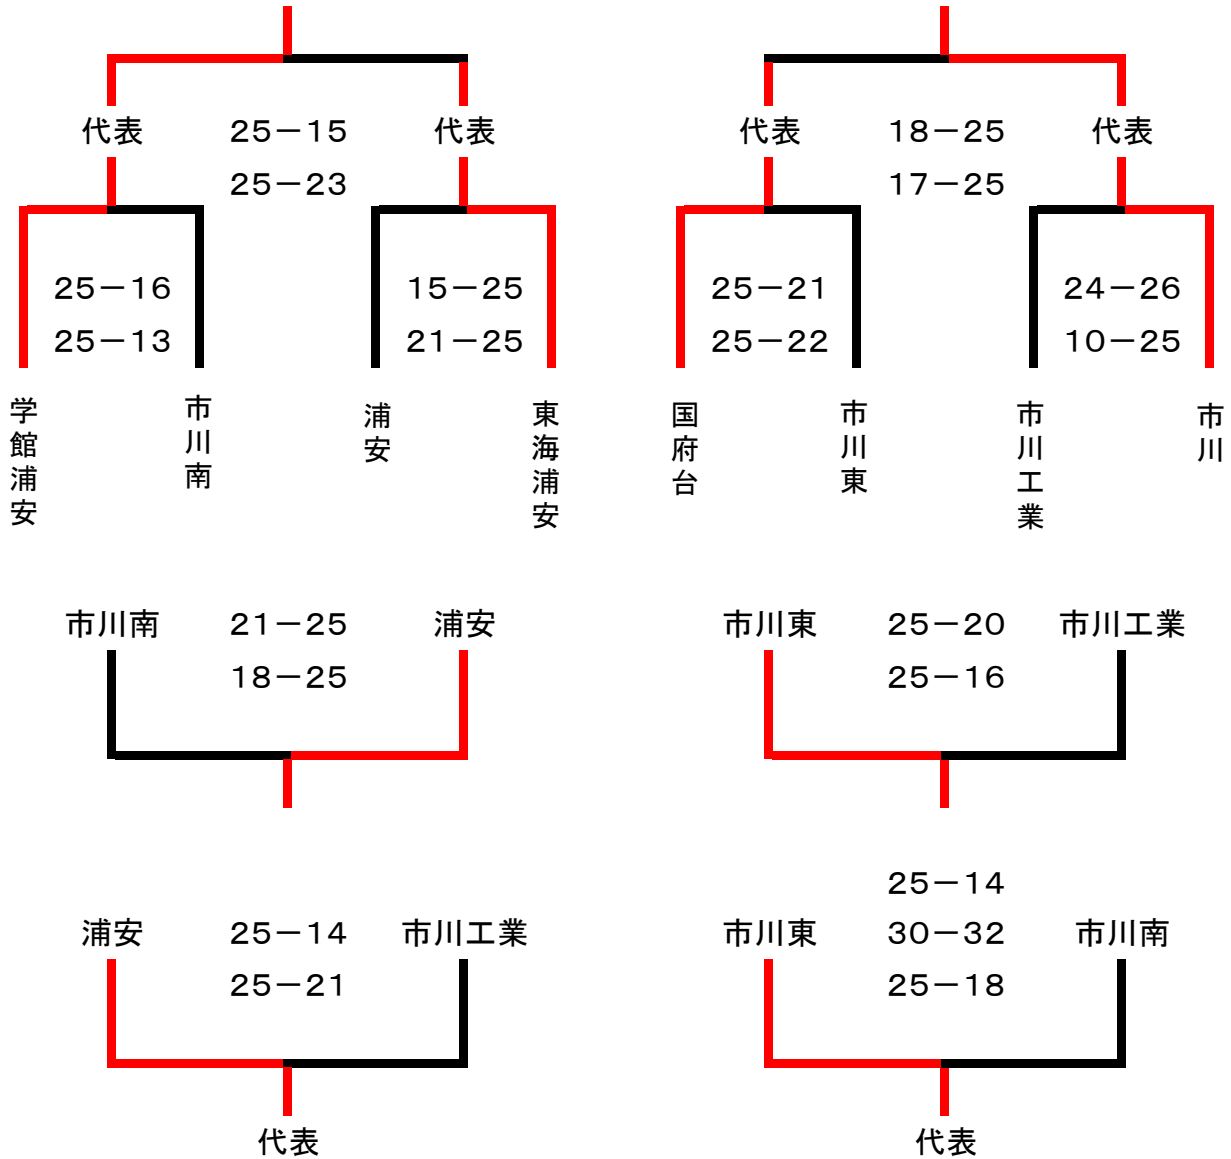 代表 25－15 代表
25－23
代表 18－25 代表
17－25
25－16
25－13
15－25
21－25
25－21
25－22
24－26
10－25
学館浦安
市川南
浦安
東海浦安
国府台
市川東
市川工業
市川
市川南 21－25 浦安
18－25
市川東 25－20 市川工業
25－16
浦安 25－14 市川工業
25－21
代表
25－14
市川東 30－32 市川南
25－18
代表